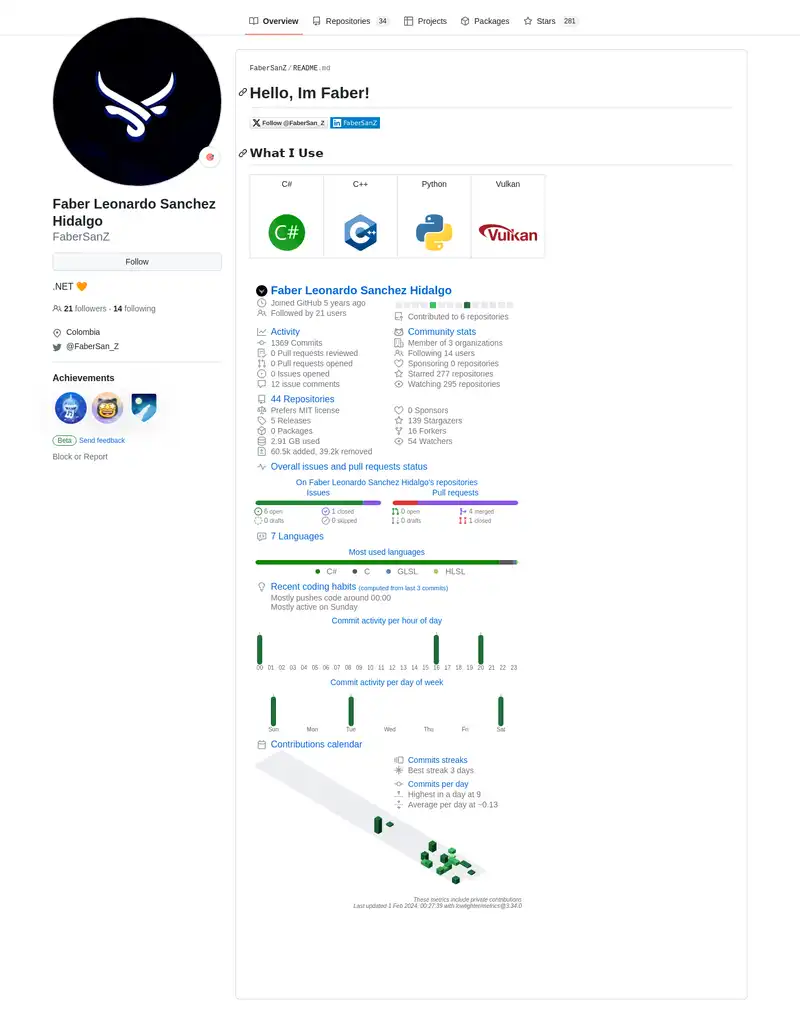 Overview Repositories 34 Projects Packages Stars 281
Faber Leonardo Sanchez Hidalgo
FaberSanZ
Follow
.NET 🧡
21 followers · 14 following
Colombia
@FaberSan_Z
Achievements
Beta Send feedback
Block or Report
FaberSanZ/README.md
Hello, Im Faber!
Follow @FaberSan_Z FaberSanZ
What I Use
C# C++ Python Vulkan
C# C++ Vulkan
Faber Leonardo Sanchez Hidalgo
Joined GitHub 5 years ago
Followed by 21 users Contributed to 6 repositories
Activity Community stats
1369 Commits Member of 3 organizations
0 Pull requests reviewed Following 14 users
0 Pull requests opened Sponsoring 0 repositories
0 Issues opened Starred 277 repositories
12 issue comments Watching 295 repositories
44 Repositories
Prefers MIT license 0 Sponsors
5 Releases 139 Stargazers
0 Packages 16 Forkers
2.91 GB used 54 Watchers
60.5k added, 39.2k removed
Overall issues and pull requests status
On Faber Leonardo Sanchez Hidalgo's repositories
Issues Pull requests
6 open 1 closed 0 open 4 merged
0 drafts 0 skipped 0 drafts 1 closed
7 Languages
Most used languages
C# C GLSL HLSL
Recent coding habits (computed from last 3 commits)
Mostly pushes code around 00:00
Mostly active on Sunday
Commit activity per hour of day
00 01 02 03 04 05 06 07 08 09 10 11 12 13 14 15 16 17 18 19 20 21 22 23
Commit activity per day of week
Sun Mon Tue Wed Thu Fri Sat
Contributions calendar
Commits streaks
Best streak 3 days
Commits per day
Highest in a day at 9
Average per day at ~0.13
These metrics include private contributions
Last updated 1 Feb 2024, 00:27:39 with lowlighter/metrics@3.34.0